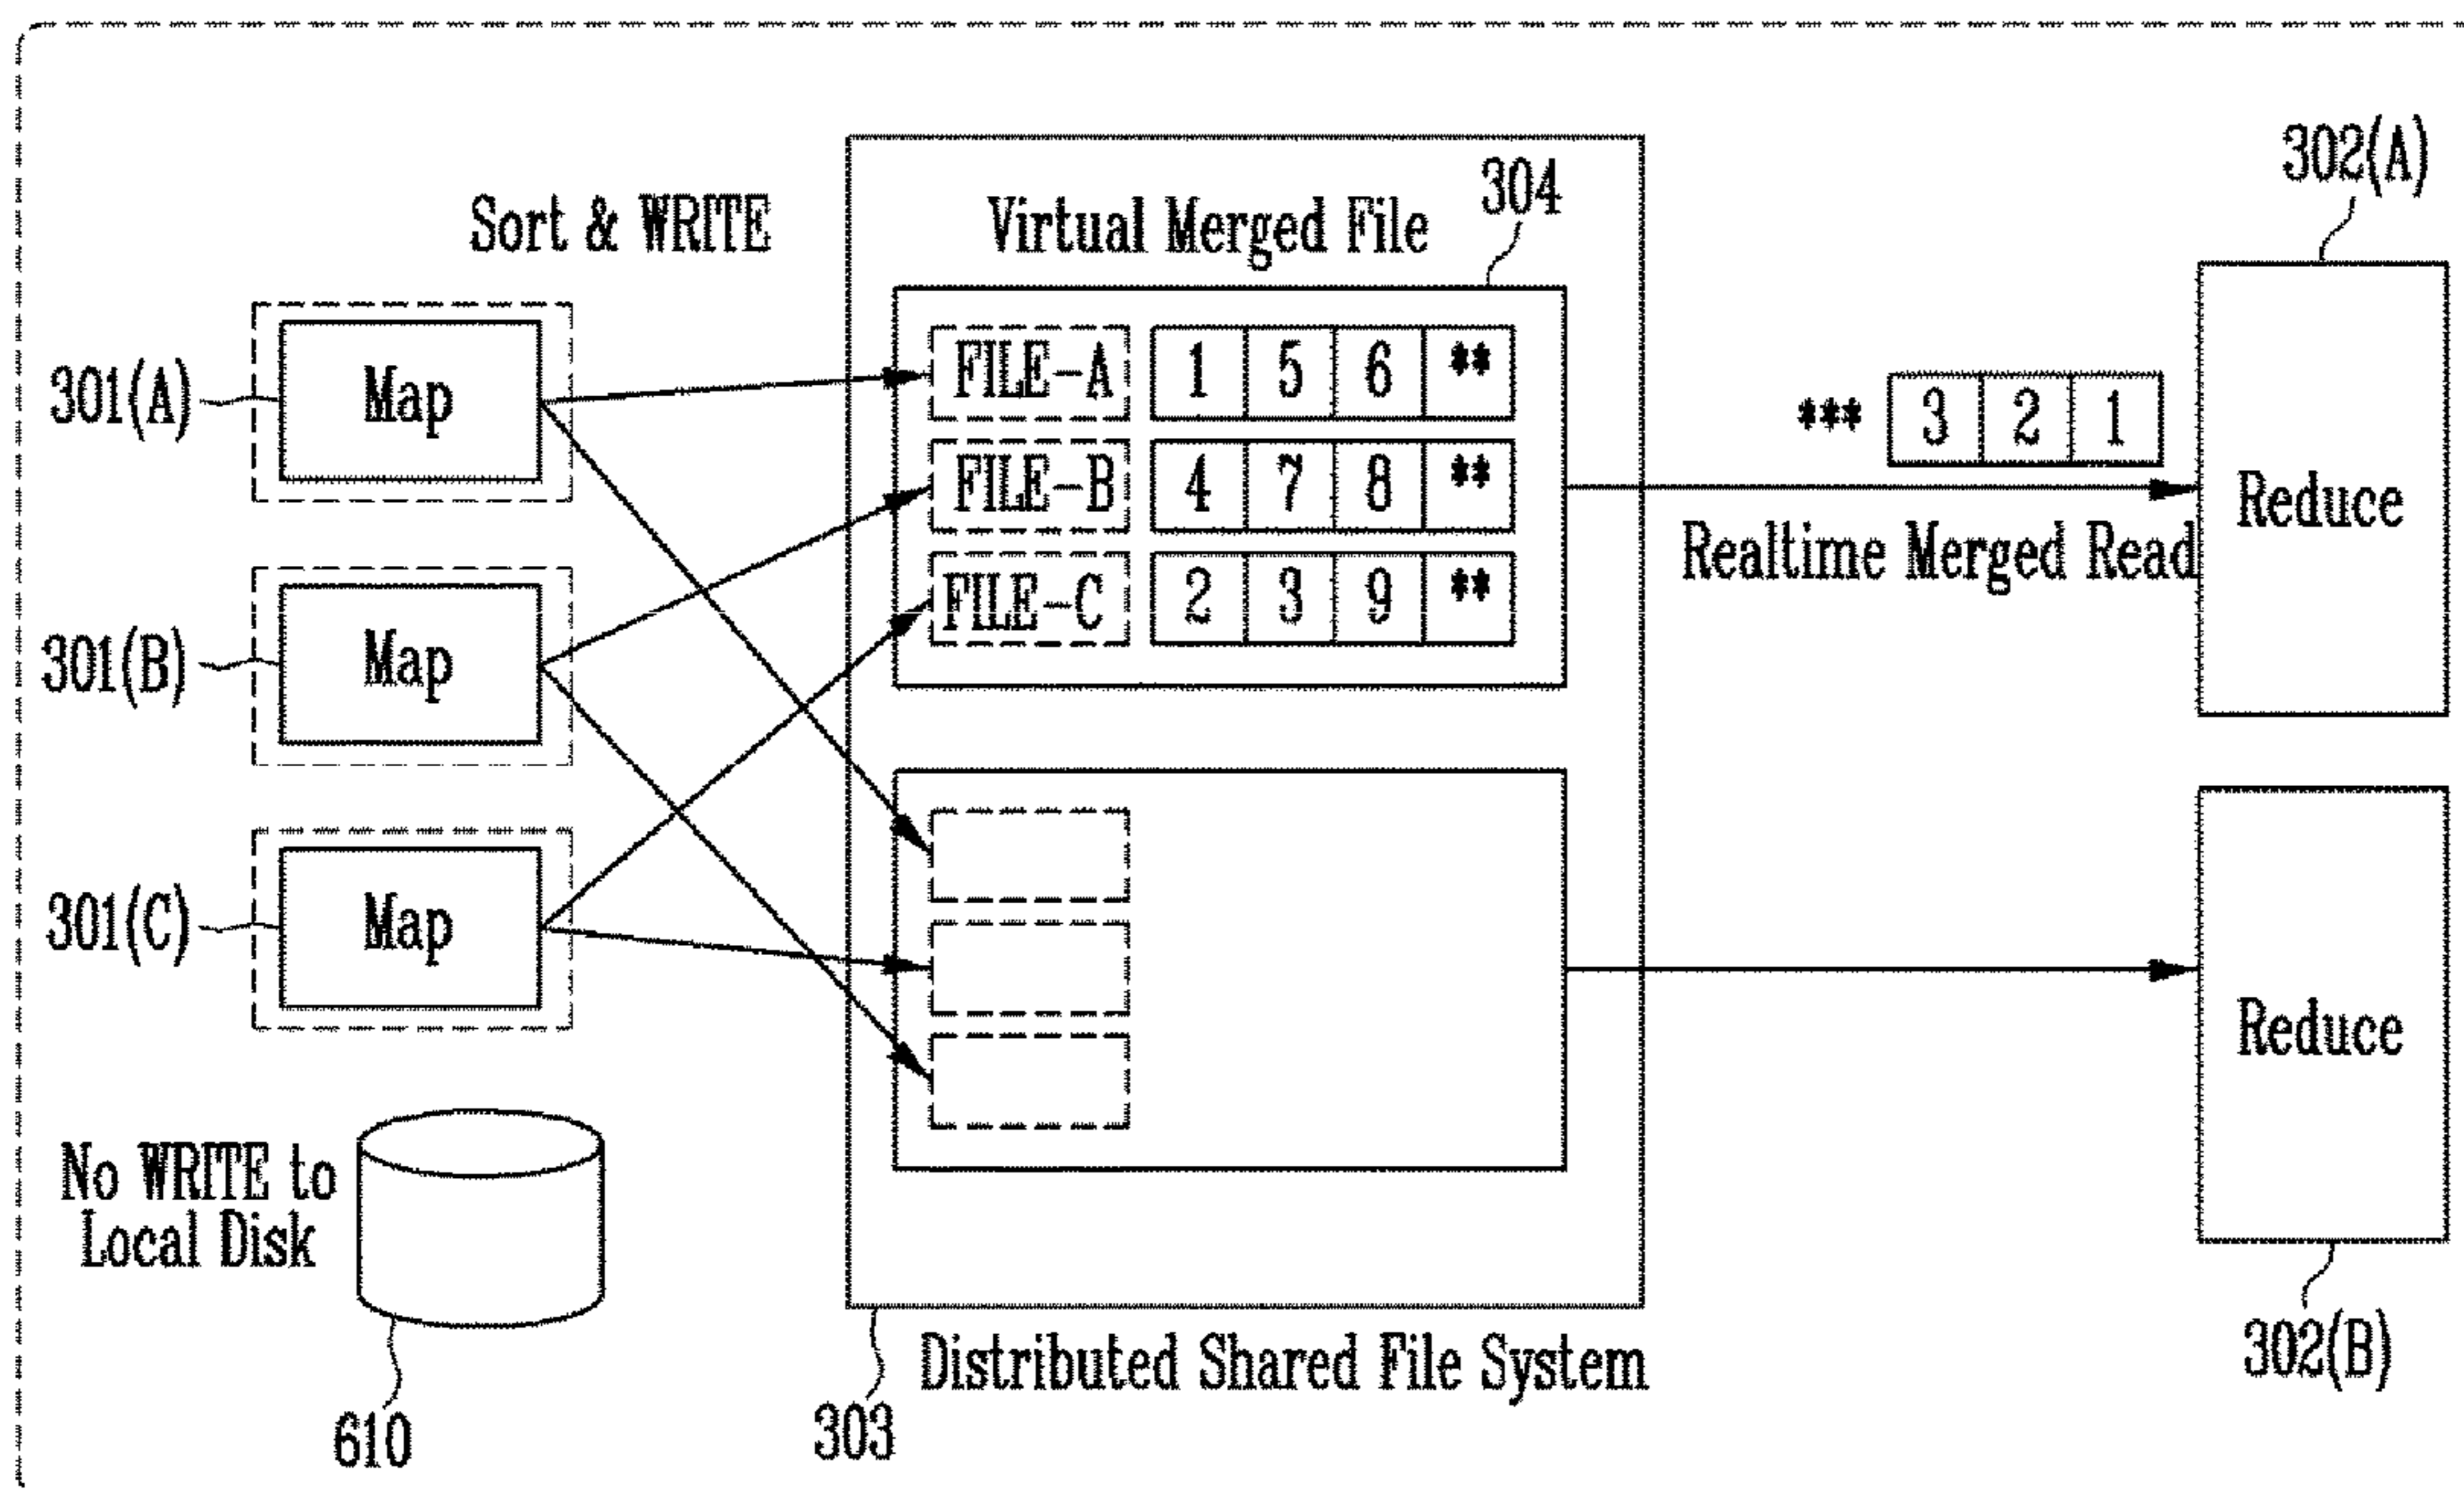 302(A)
304
Sort & WRITE
Virtual Merged File
301(A)
Map
FILE-A 1 5 6 **
*** 3 2 1
FILE-B 4 7 8 **
Reduce
Realtime Merged Read
FILE-C 2 3 9 **
301(B)
Map
301(C)
Map
Reduce
No WRITE to
Local Disk
Distributed Shared File System
302(B)
610
303